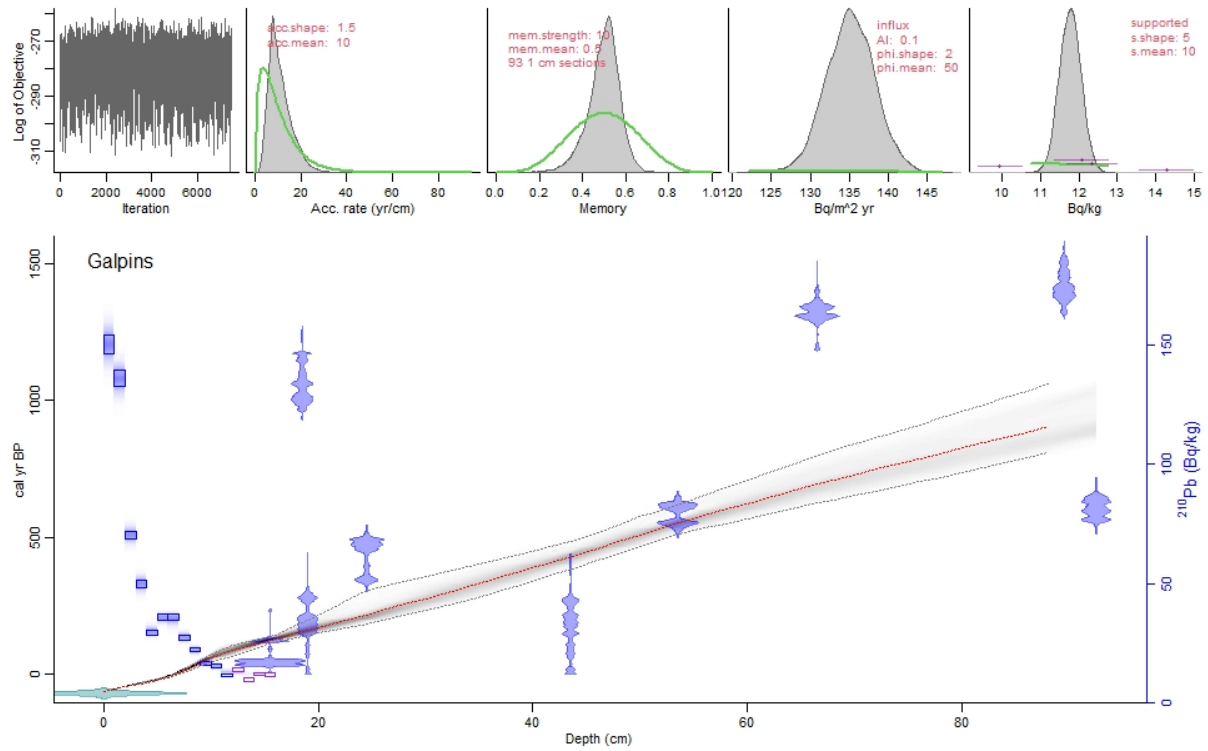 Log of Objective
-270
-290
-310
0 2000 4000 6000
Iteration
acc.shape: 1.5
acc.mean: 10
0 20 40 60 80
Acc. rate (yr/cm)
mem.strength: 10
mem.mean: 0.5
93 1 cm sections
0.0 0.2 0.4 0.6 0.8 1.0
Memory
influx
Al: 0.1
phi.shape: 2
phi.mean: 50
120 125 135 145
Bq/m^2 yr
supported
s.shape: 5
s.mean: 10
10 11 12 13 14 15
Bq/kg
Galpins
cal yr BP
1500
1000
500
0
0 20 40 60 80
Depth (cm)
150
100
50
0
210Pb (Bq/kg)